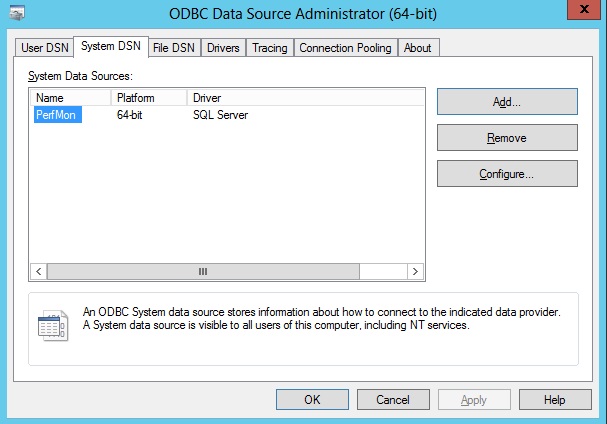 ODBC Data Source Administrator (64-bit)
User DSN System DSN File DSN Drivers Tracing Connection Pooling About
System Data Sources:
Name Platform Driver
PerfMon 64-bit SQL Server
Add...
Remove
Configure...
An ODBC System data source stores information about how to connect to the indicated data provider.
A System data source is visible to all users of this computer, including NT services.
OK Cancel Apply Help